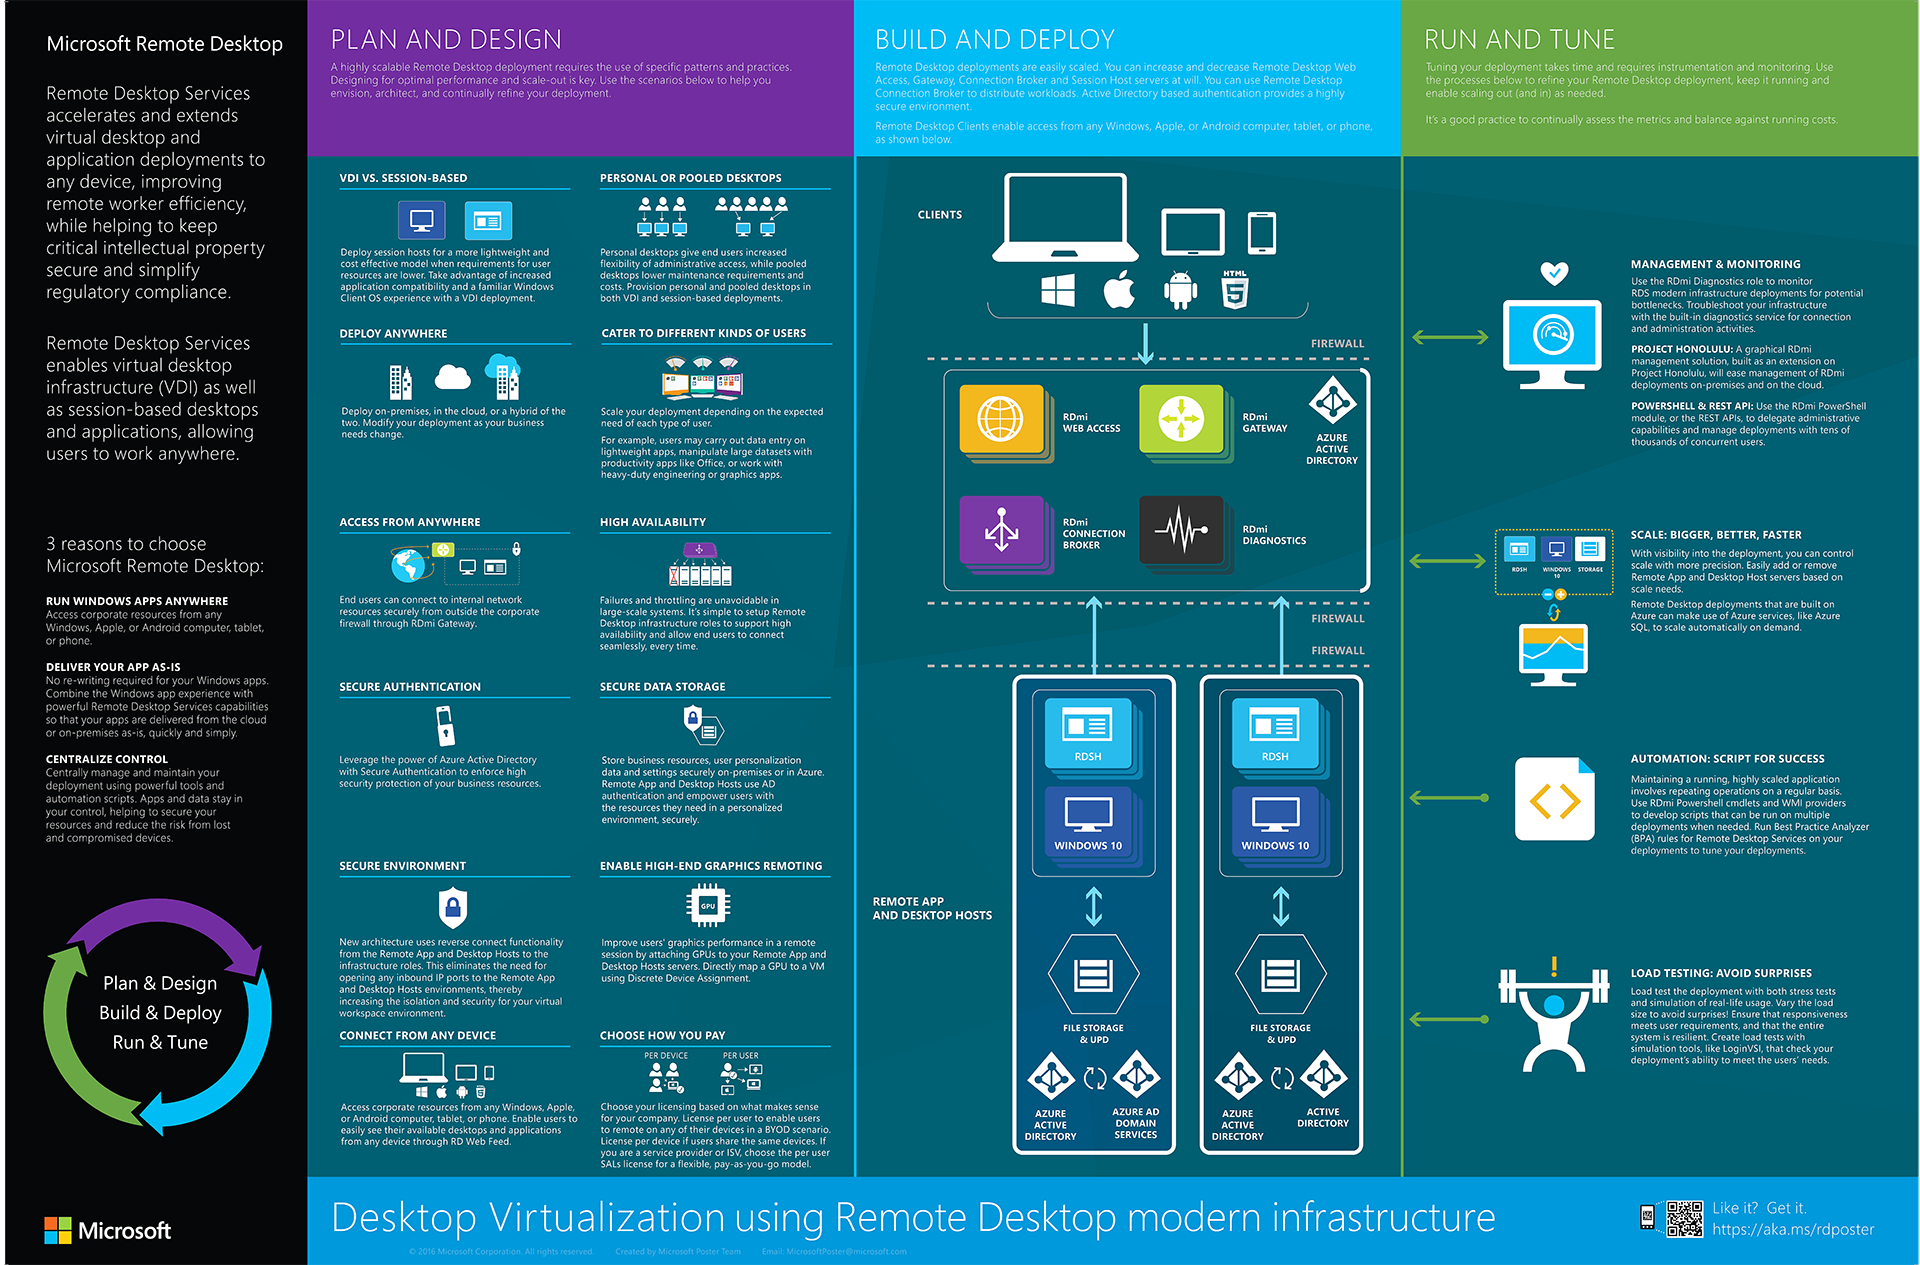 Microsoft Remote Desktop
Remote Desktop Services
accelerates and extends
virtual desktop and
application deployments to
any device, improving
remote worker efficiency,
while helping to keep
critical intellectual property
secure and simplify
regulatory compliance.
Remote Desktop Services
enables virtual desktop
infrastructure (VDI) as well
as session-based desktops
and applications, allowing
users to work anywhere.
3 reasons to choose
Microsoft Remote Desktop:
RUN WINDOWS APPS ANYWHERE
Access corporate resources from any
Windows, Apple, or Android computer, tablet,
or phone.
DELIVER YOUR APP AS-IS
No re-writing required for your Windows apps.
Combine the Windows app experience with
powerful Remote Desktop Services capabilities
so that your apps are delivered from the cloud
or on-premises as-is, quickly and simply.
CENTRALIZE CONTROL
Centrally manage and maintain your
deployment using powerful tools and
automation scripts. Apps and data stay in
your control, helping to secure your
resources and reduce the risk from lost
and compromised devices.
Plan & Design
Build & Deploy
Run & Tune
Microsoft
PLAN AND DESIGN
A highly scalable Remote Desktop deployment requires the use of specific patterns and practices.
Designing for optimal performance and scale-out is key. Use the scenarios below to help you
envision, architect, and continually refine your deployment.
VDI VS. SESSION-BASED
Deploy session hosts for a more lightweight and
cost effective model when requirements for user
resources are lower. Take advantage of increased
application compatibility and a familiar Windows
Client OS experience with a VDI deployment.
PERSONAL OR POOLED DESKTOPS
Personal desktops give end users increased
flexibility of administrative access, while pooled
desktops lower maintenance requirements and
costs. Provision personal and pooled desktops in
both VDI and session-based deployments.
DEPLOY ANYWHERE
Deploy on-premises, in the cloud, or a hybrid of the
two. Modify your deployment as your business
needs change.
CATER TO DIFFERENT KINDS OF USERS
Scale your deployment depending on the expected
need of each type of user.
For example, users may carry out data entry on
lightweight apps, manipulate large datasets with
productivity apps like Office, or work with
heavy-duty engineering or graphics apps.
ACCESS FROM ANYWHERE
End users can connect to internal network
resources securely from outside the corporate
firewall through RDmi Gateway.
HIGH AVAILABILITY
Failures and throttling are unavoidable in
large-scale systems. It's simple to setup Remote
Desktop infrastructure roles to support high
availability and allow end users to connect
seamlessly, every time.
SECURE AUTHENTICATION
Leverage the power of Azure Active Directory
with Secure Authentication to enforce high
security protection of your business resources.
SECURE DATA STORAGE
Store business resources, user personalization
data and settings securely on-premises or in Azure.
Remote App and Desktop Hosts use AD
authentication and empower users with
the resources they need in a personalized
environment, securely.
SECURE ENVIRONMENT
New architecture uses reverse connect functionality
from the Remote App and Desktop Hosts to the
infrastructure roles. This eliminates the need for
opening any inbound IP ports to the Remote App
and Desktop Hosts environments, thereby
increasing the isolation and security for your virtual
workspace environment.
ENABLE HIGH-END GRAPHICS REMOTING
GPU
Improve users' graphics performance in a remote
session by attaching GPUs to your Remote App and
Desktop Hosts servers. Directly map a GPU to a VM
using Discrete Device Assignment.
CONNECT FROM ANY DEVICE
Access corporate resources from any Windows, Apple,
or Android computer, tablet, or phone. Enable users to
easily see their available desktops and applications
from any device through RD Web Feed.
CHOOSE HOW YOU PAY
PER DEVICE
PER USER
Choose your licensing based on what makes sense
for your company. License per user to enable users
to remote on any of their devices in a BYOD scenario.
License per device if users share the same devices. If
you are a service provider or ISV, choose the per user
SALs license for a flexible, pay-as-you-go model.
BUILD AND DEPLOY
Remote Desktop deployments are easily scaled. You can increase and decrease Remote Desktop Web
Access, Gateway, Connection Broker and Session Host servers at will. You can use Remote Desktop
Connection Broker to distribute workloads. Active Directory based authentication provides a highly
secure environment.
Remote Desktop Clients enable access from any Windows, Apple, or Android computer, tablet, or phone,
as shown below.
CLIENTS
HTML
5
FIREWALL
RDmi
WEB ACCESS
RDmi
GATEWAY
AZURE
ACTIVE
DIRECTORY
RDmi
CONNECTION
BROKER
RDmi
DIAGNOSTICS
FIREWALL
FIREWALL
REMOTE APP
AND DESKTOP HOSTS
RDSH
WINDOWS 10
FILE STORAGE
& UPD
AZURE
ACTIVE
DIRECTORY
AZURE AD
DOMAIN
SERVICES
RDSH
WINDOWS 10
FILE STORAGE
& UPD
AZURE
ACTIVE
DIRECTORY
ACTIVE
DIRECTORY
RUN AND TUNE
Tuning your deployment takes time and requires instrumentation and monitoring. Use
the processes below to refine your Remote Desktop deployment, keep it running and
enable scaling out (and in) as needed.
It's a good practice to continually assess the metrics and balance against running costs.
MANAGEMENT & MONITORING
Use the RDmi Diagnostics role to monitor
RDS modern infrastructure deployments for potential
bottlenecks. Troubleshoot your infrastructure
with the built-in diagnostics service for connection
and administration activities.
PROJECT HONOLULU: A graphical RDmi
management solution, built as an extension on
Project Honolulu, will ease management of RDmi
deployments on-premises and on the cloud.
POWERSHELL & REST API: Use the RDmi PowerShell
module, or the REST APIs, to delegate administrative
capabilities and manage deployments with tens of
thousands of concurrent users.
RDSH
WINDOWS
10
STORAGE
SCALE: BIGGER, BETTER, FASTER
With visibility into the deployment, you can control
scale with more precision. Easily add or remove
Remote App and Desktop Host servers based on
scale needs.
Remote Desktop deployments that are built on
Azure can make use of Azure services, like Azure
SQL, to scale automatically on demand.
AUTOMATION: SCRIPT FOR SUCCESS
Maintaining a running, highly scaled application
involves repeating operations on a regular basis.
Use RDmi Powershell cmdlets and WMI providers
to develop scripts that can be run on multiple
deployments when needed. Run Best Practice Analyzer
(BPA) rules for Remote Desktop Services on your
deployments to tune your deployments.
LOAD TESTING: AVOID SURPRISES
Load test the deployment with both stress tests
and simulation of real-life usage. Vary the load
size to avoid surprises! Ensure that responsiveness
meets user requirements, and that the entire
system is resilient. Create load tests with
simulation tools, like LoginVSI, that check your
deployment's ability to meet the users' needs.
Desktop Virtualization using Remote Desktop modern infrastructure
© 2016 Microsoft Corporation. All rights reserved. Created by Microsoft Poster Team Email: MicrosoftPoster@microsoft.com
Like it? Get it.
https://aka.ms/rdposter